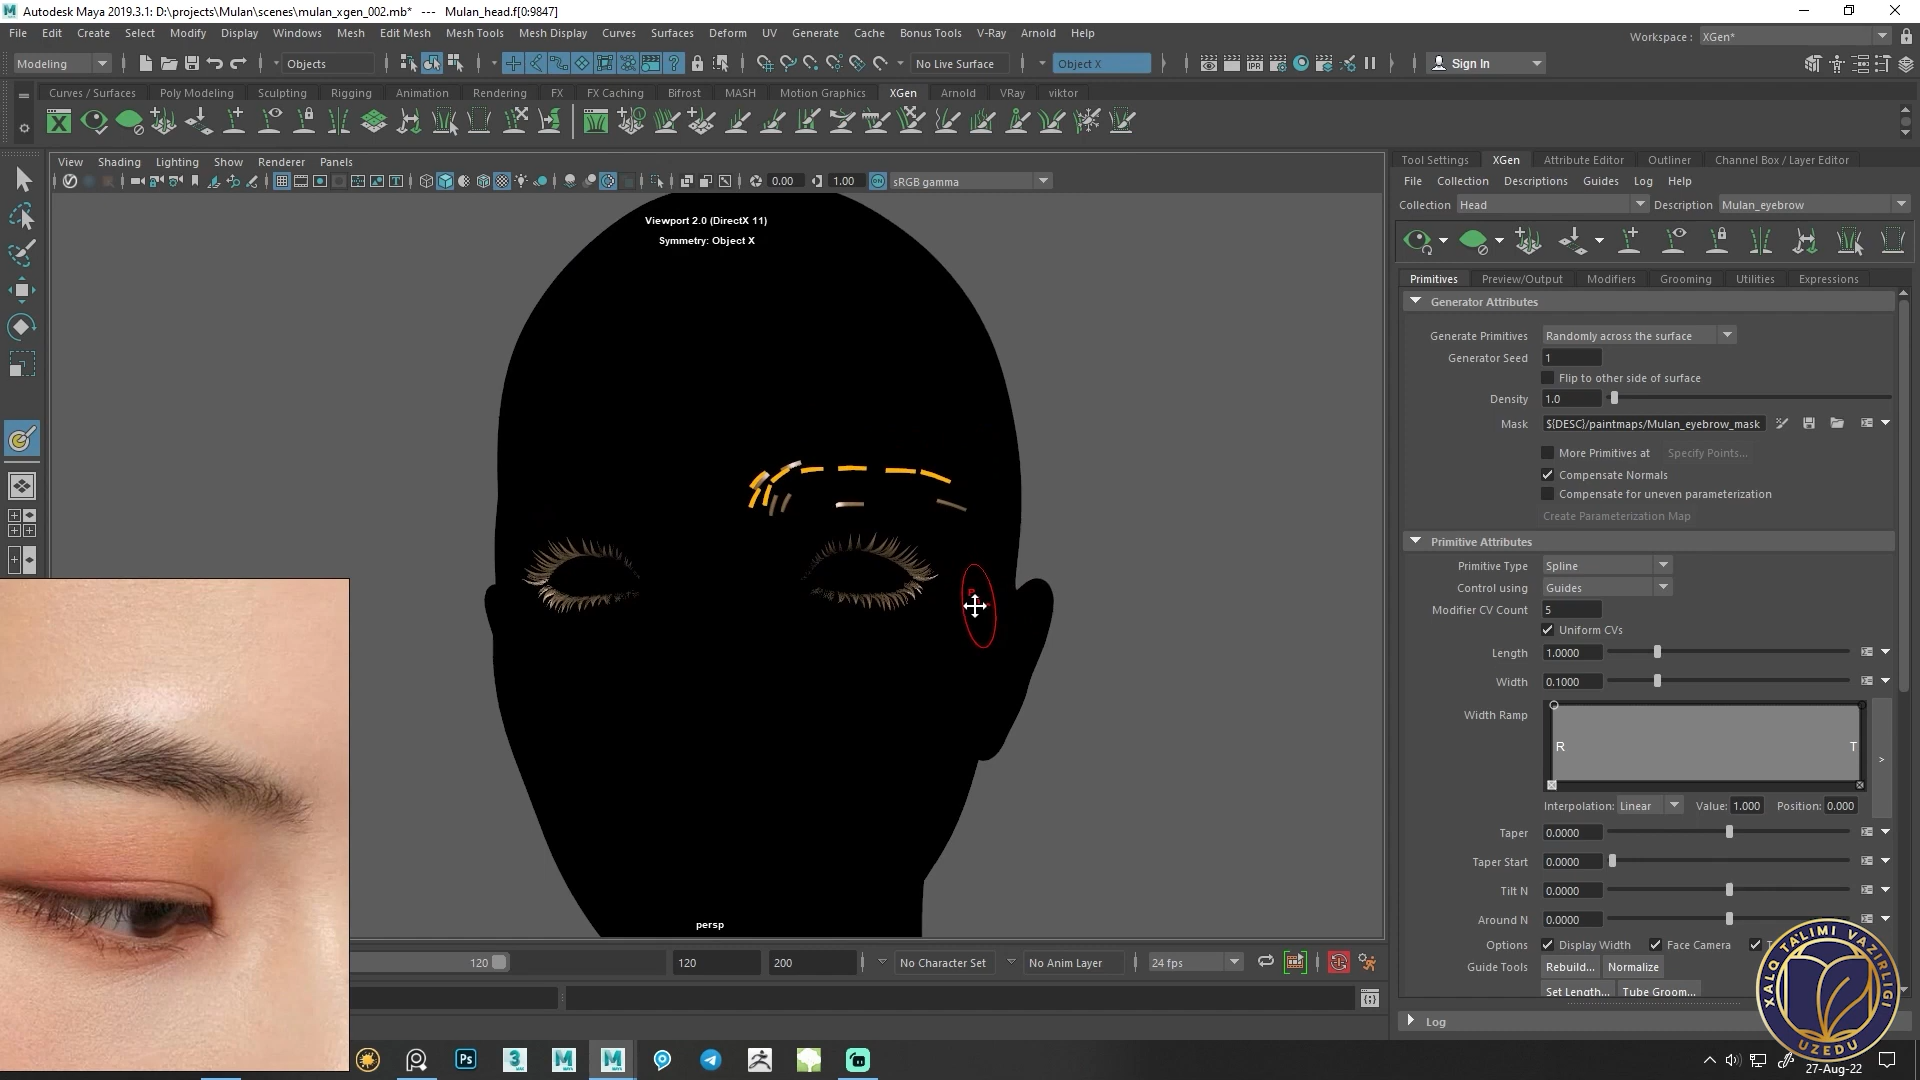 Autodesk Maya 2019.3.1: D:\projects\Mulan\scenes\mulan_xgen_002.mb* --- Mulan_head.f[0:9847]
File Edit Create Select Modify Display Windows Mesh Edit Mesh Mesh Tools Mesh Display Curves Surfaces Deform UV Generate Cache Bonus Tools V-Ray Arnold Help
Workspace : XGen*
Modeling Objects No Live Surface Object X Sign In
Curves / Surfaces Poly Modeling Sculpting Rigging Animation Rendering FX FX Caching Bifrost MASH Motion Graphics XGen Arnold VRay viktor
View Shading Lighting Show Renderer Panels
0.00 1.00 sRGB gamma
Viewport 2.0 (DirectX 11)
Symmetry: Object X
persp
Tool Settings XGen Attribute Editor Outliner Channel Box / Layer Editor
File Collection Descriptions Guides Log Help
Collection Head Description Mulan_eyebrow
Primitives Preview/Output Modifiers Grooming Utilities Expressions
Generator Attributes
Generate Primitives Randomly across the surface
Generator Seed 1
Flip to other side of surface
Density 1.0
Mask ${DESC}/paintmaps/Mulan_eyebrow_mask
More Primitives at Specify Points...
Compensate Normals
Compensate for uneven parameterization
Create Parameterization Map
Primitive Attributes
Primitive Type Spline
Control using Guides
Modifier CV Count 5
Uniform CVs
Length 1.0000
Width 0.1000
Width Ramp
R T
>
Interpolation: Linear Value: 1.000 Position: 0.000
Taper 0.0000
Taper Start 0.0000
Tilt N 0.0000
Around N 0.0000
Options Display Width Face Camera
Guide Tools Rebuild... Normalize
Set Length... Tube Groom...
Log
120 120 200 No Character Set No Anim Layer 24 fps
XALQ TA'LIMI VAZIRLIGI
UZEDU
27-Aug-22